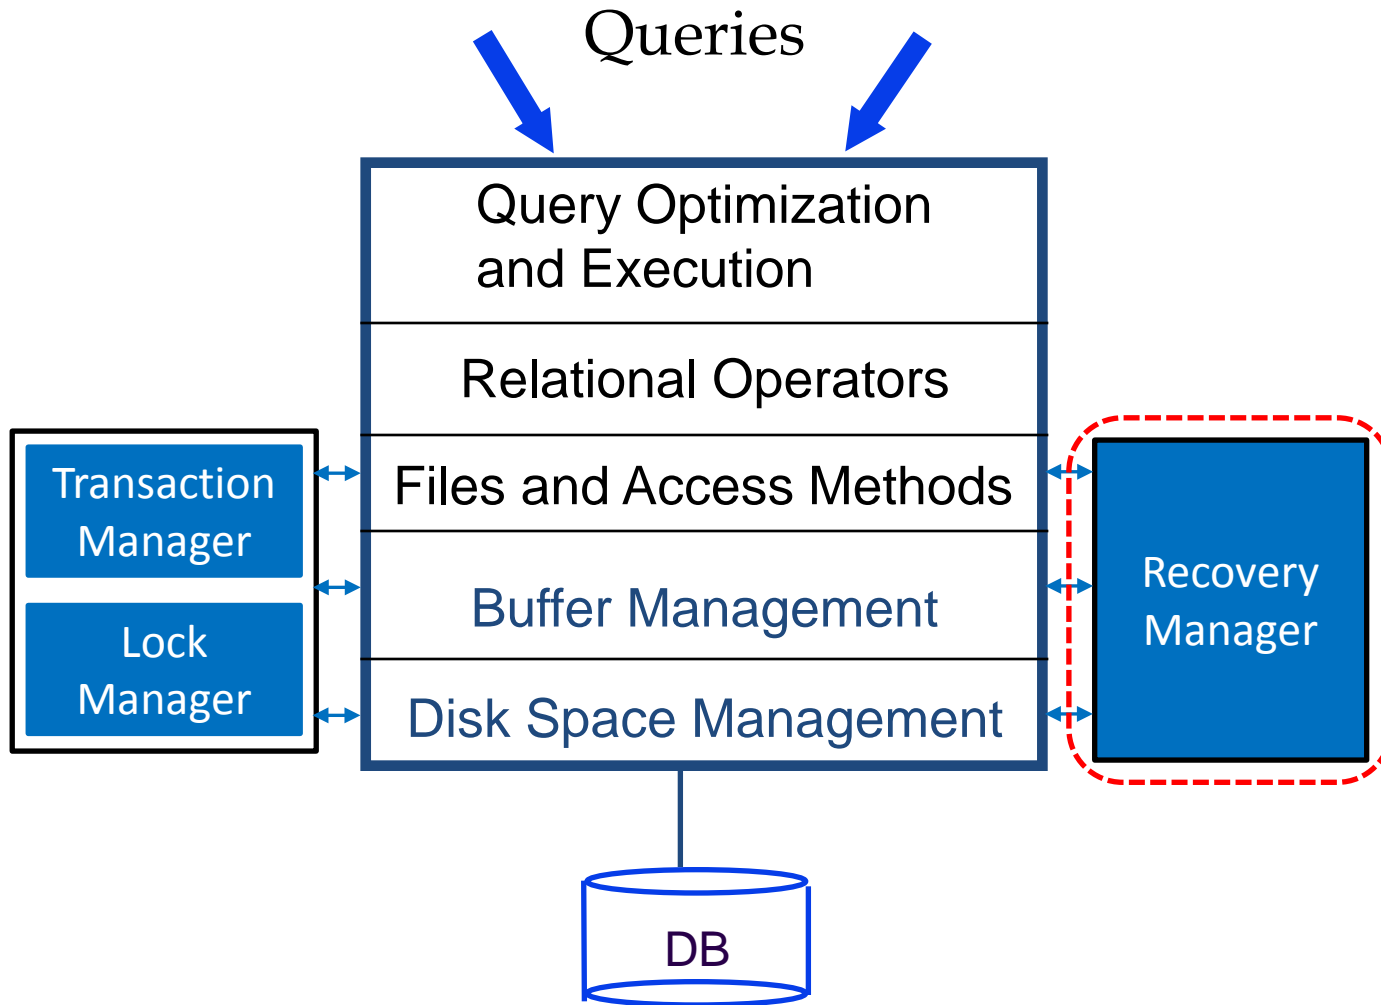 Queries
Query Optimization
and Execution
Relational Operators
Files and Access Methods
Buffer Management
Disk Space Management
Transaction
Manager
Lock
Manager
Recovery
Manager
DB